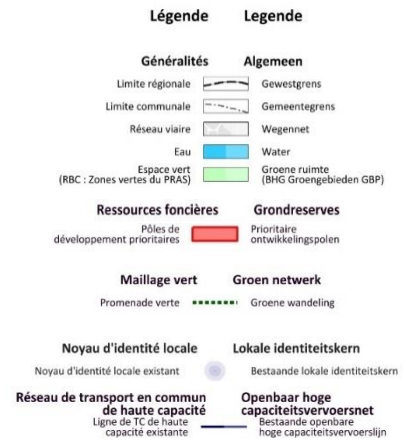 Légende Legende
Généralités Algemeen
Limite régionale Gewestgrens
Limite communale Gemeentegrens
Réseau viaire Wegennet
Eau Water
Espace vert Groene ruimte
(RBC : Zones vertes du PRAS) (BHG Groengebieden GBP)
Ressources foncières Grondreserves
Pôles de Prioritaire
développement prioritaires ontwikkelingspolen
Maillage vert Groen netwerk
Promenade verte Groene wandeling
Noyau d'identité locale Lokale identiteitskern
Noyau d'identité locale existant Bestaande lokale identiteitskern
Réseau de transport en commun Openbaar hoge
de haute capacité capaciteitsvervoersnet
Ligne de TC de haute Bestaande openbare
capacité existante hoge capaciteitsvervoerslijn